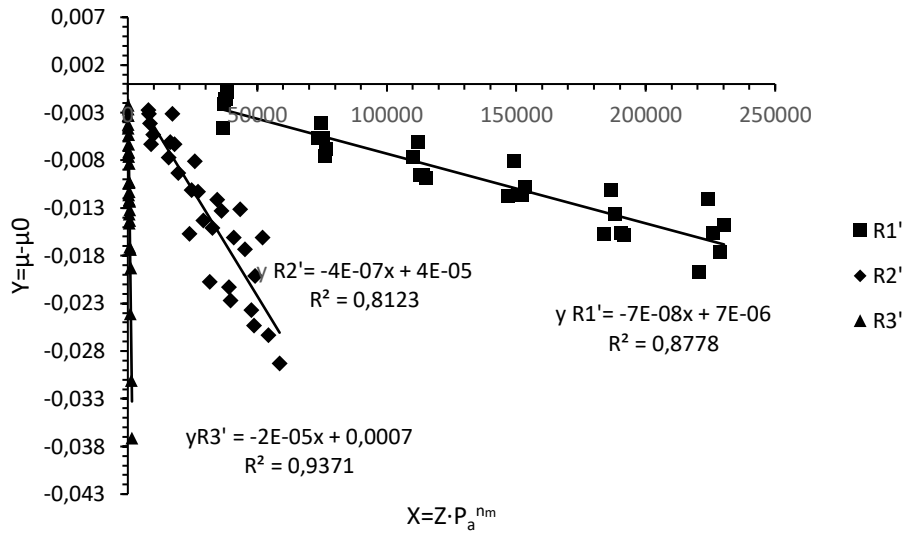 0,007
0,002
-0,003
-0,008
-0,013
-0,018
-0,023
-0,028
-0,033
-0,038
-0,043
Y=μ-μ0
0 50000 100000 150000 200000 250000
y R2'= -4E-07x + 4E-05
R² = 0,8123
y R1'= -7E-08x + 7E-06
R² = 0,8778
yR3' = -2E-05x + 0,0007
R² = 0,9371
R1'
R2'
R3'
X=Z·Pₐⁿᵐ